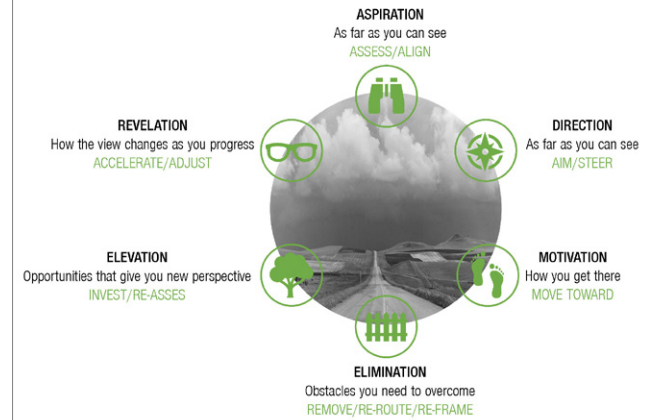 ASPIRATION
As far as you can see
ASSESS/ALIGN
REVELATION
How the view changes as you progress
ACCELERATE/ADJUST
DIRECTION
As far as you can see
AIM/STEER
ELEVATION
Opportunities that give you new perspective
INVEST/RE-ASSES
MOTIVATION
How you get there
MOVE TOWARD
ELIMINATION
Obstacles you need to overcome
REMOVE/RE-ROUTE/RE-FRAME